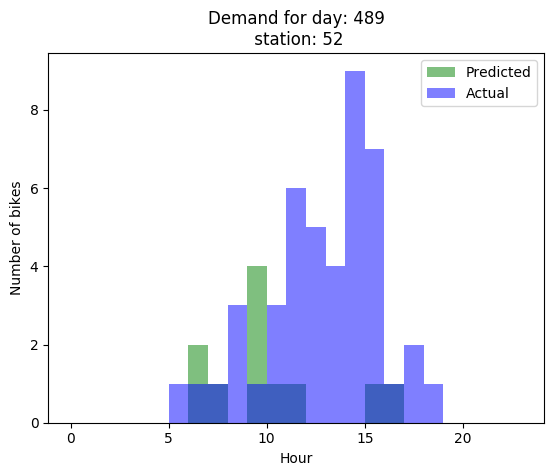 Demand for day: 489
station: 52
Predicted
Actual
Number of bikes
8
6
4
2
0
0
5
10
15
20
Hour